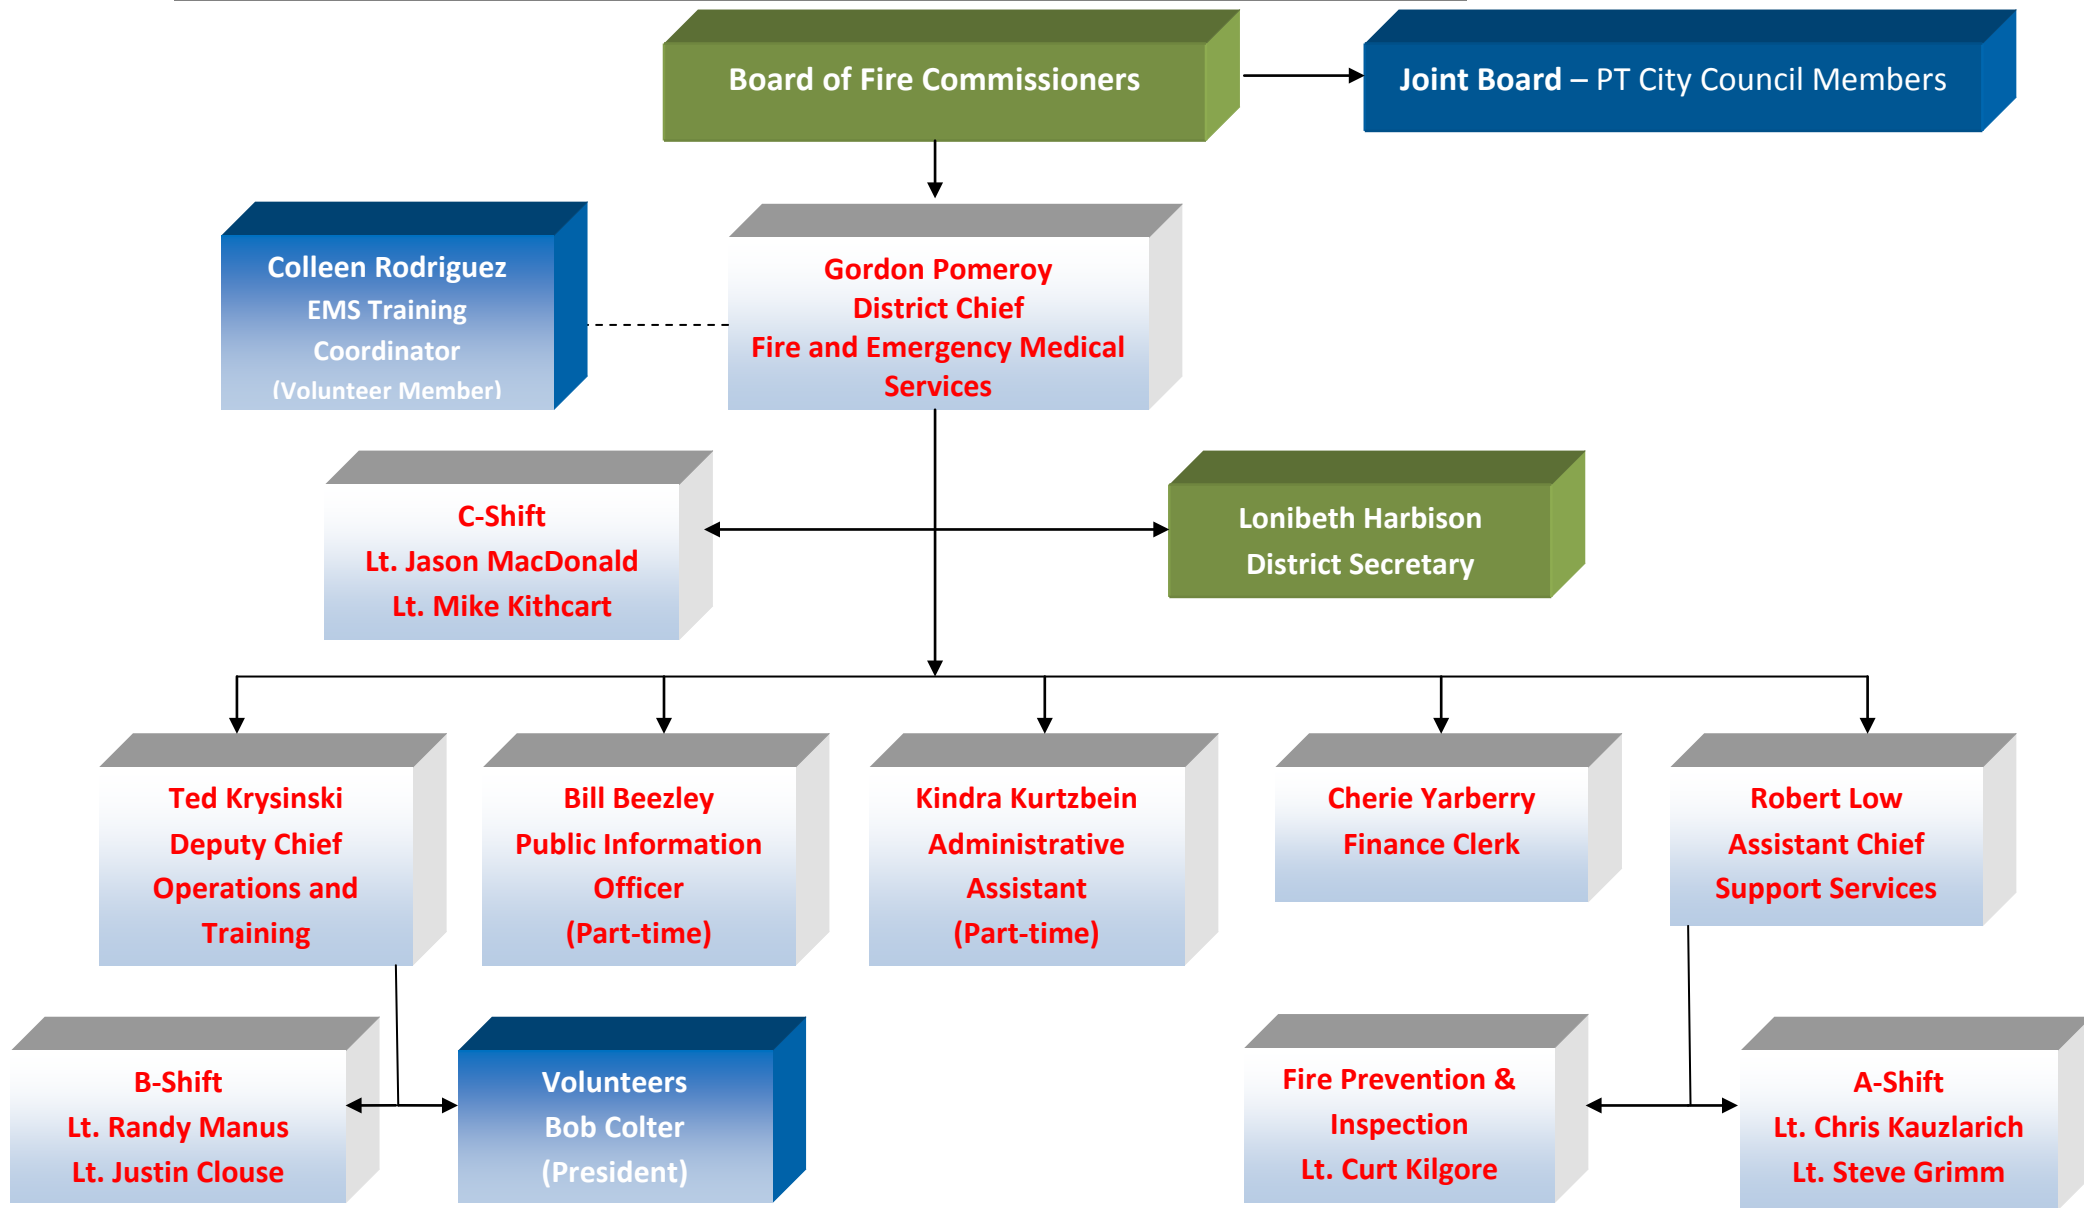 Board of Fire Commissioners
Joint Board – PT City Council Members
Colleen Rodriguez
EMS Training
Coordinator
(Volunteer Member)
Gordon Pomeroy
District Chief
Fire and Emergency Medical
Services
C-Shift
Lt. Jason MacDonald
Lt. Mike Kithcart
Lonibeth Harbison
District Secretary
Ted Krysinski
Deputy Chief
Operations and
Training
Bill Beezley
Public Information
Officer
(Part-time)
Kindra Kurtzbein
Administrative
Assistant
(Part-time)
Cherie Yarberry
Finance Clerk
Robert Low
Assistant Chief
Support Services
B-Shift
Lt. Randy Manus
Lt. Justin Clouse
Volunteers
Bob Colter
(President)
Fire Prevention &
Inspection
Lt. Curt Kilgore
A-Shift
Lt. Chris Kauzlarich
Lt. Steve Grimm